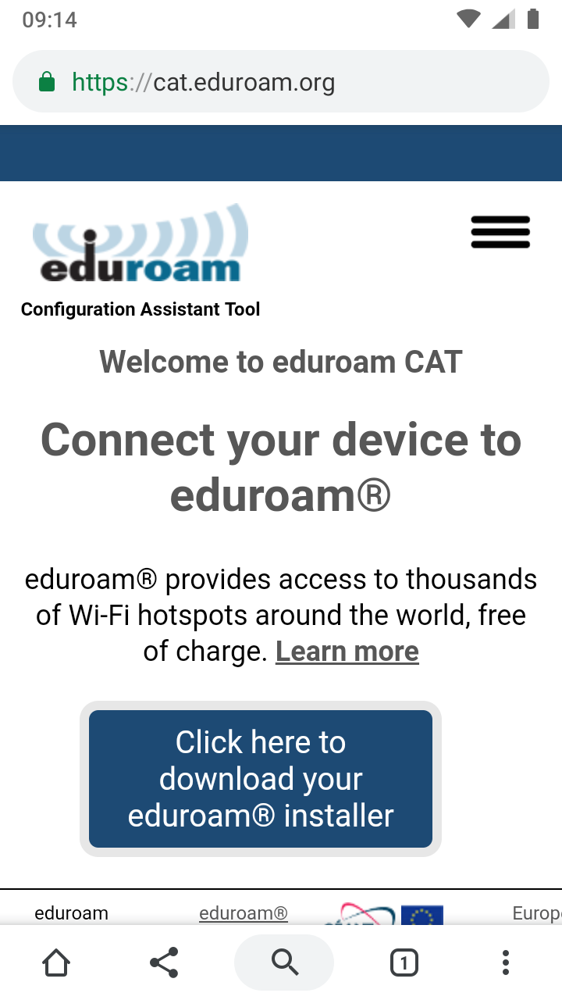 09:14
https://cat.eduroam.org
eduroam
Configuration Assistant Tool
Welcome to eduroam CAT
Connect your device to
eduroam®
eduroam® provides access to thousands
of Wi-Fi hotspots around the world, free
of charge. Learn more
Click here to
download your
eduroam® installer
eduroam eduroam® Europe
1